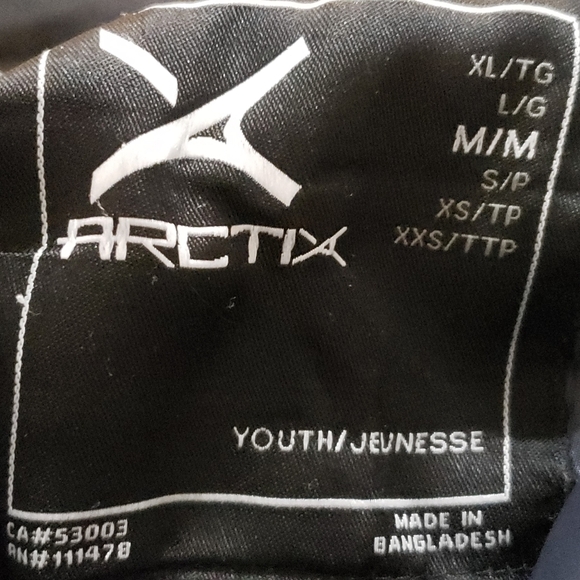 XL/TG
L/G
M/M
S/P
XS/TP
XXS/TTP
ARCTIX
YOUTH/JEUNESSE
CA#53003
RN#111478
MADE IN
BANGLADESH